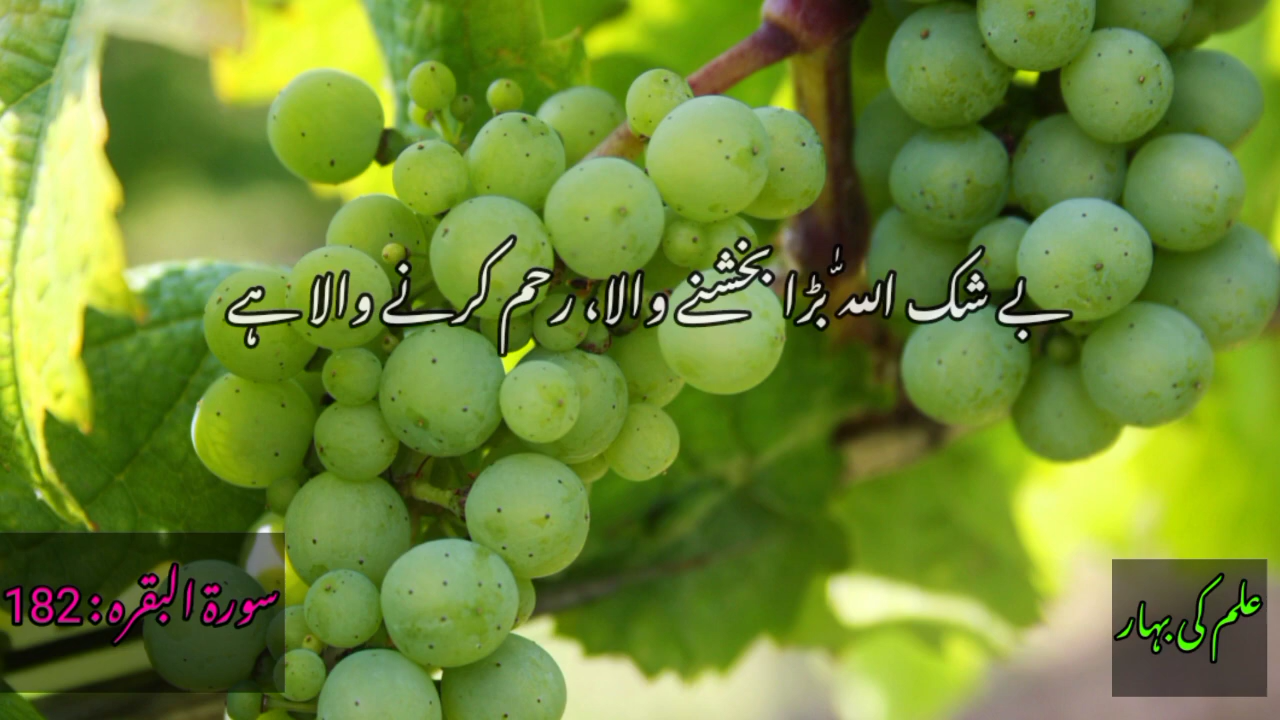 بے شک اللہ بڑا بخشنے والا، رحم کرنے والا ہے
سورۃ البقرہ: 182
علم کی بہار